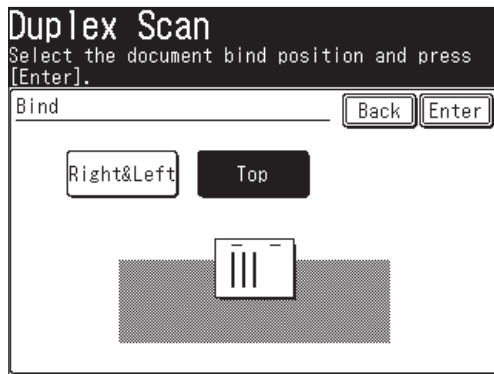 Duplex Scan
Select the document bind position and press
[Enter].
Bind
Back Enter
Right&Left Top